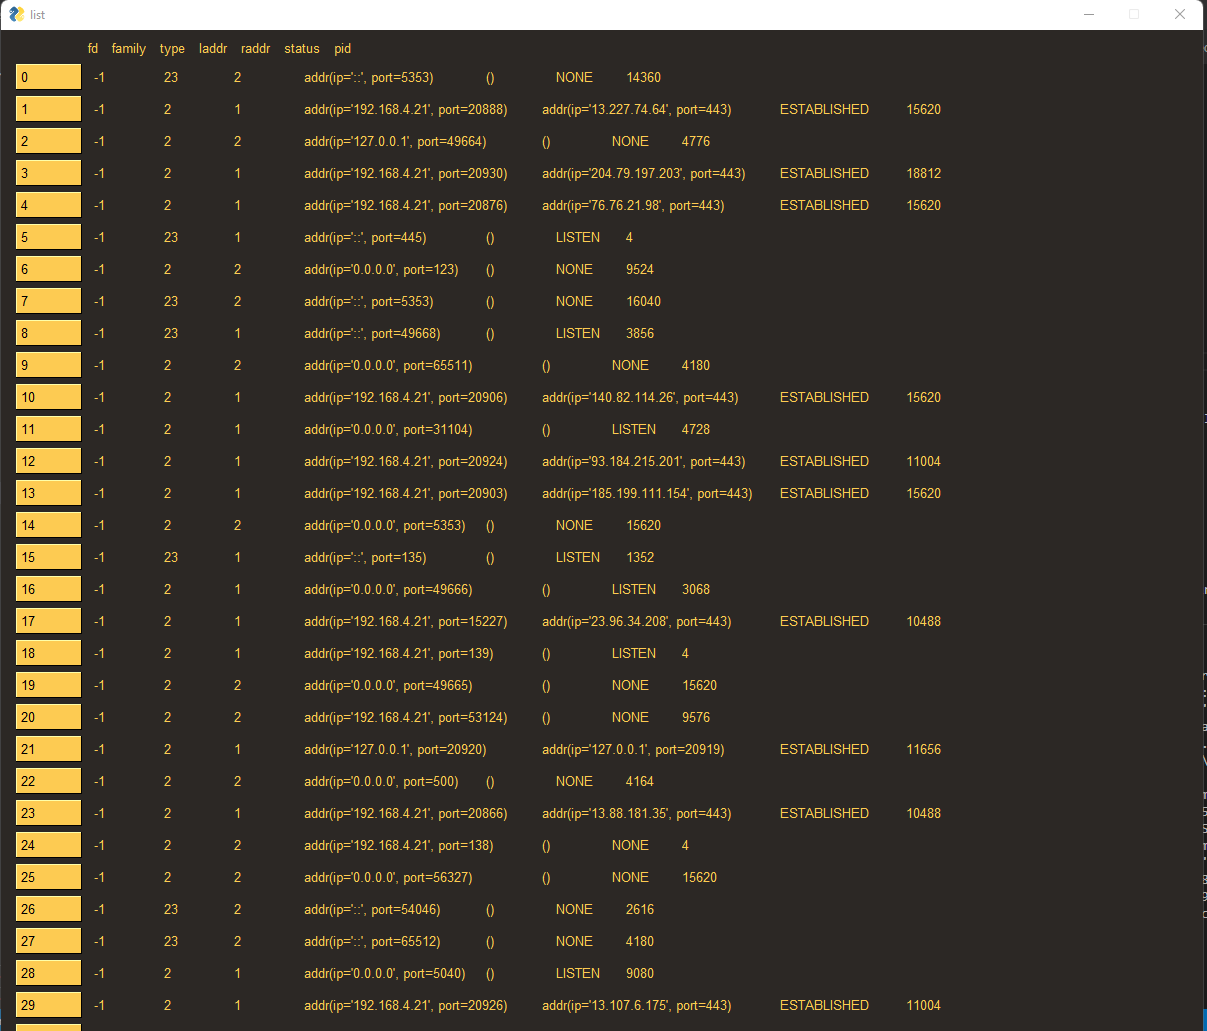 list
fd family type laddr raddr status pid
0 -1 23 2 addr(ip='::', port=5353) () NONE 14360
1 -1 2 1 addr(ip='192.168.4.21', port=20888) addr(ip='13.227.74.64', port=443) ESTABLISHED 15620
2 -1 2 2 addr(ip='127.0.0.1', port=49664) () NONE 4776
3 -1 2 1 addr(ip='192.168.4.21', port=20930) addr(ip='204.79.197.203', port=443) ESTABLISHED 18812
4 -1 2 1 addr(ip='192.168.4.21', port=20876) addr(ip='76.76.21.98', port=443) ESTABLISHED 15620
5 -1 23 1 addr(ip='::', port=445) () LISTEN 4
6 -1 2 2 addr(ip='0.0.0.0', port=123) () NONE 9524
7 -1 23 2 addr(ip='::', port=5353) () NONE 16040
8 -1 23 1 addr(ip='::', port=49668) () LISTEN 3856
9 -1 2 2 addr(ip='0.0.0.0', port=65511) () NONE 4180
10 -1 2 1 addr(ip='192.168.4.21', port=20906) addr(ip='140.82.114.26', port=443) ESTABLISHED 15620
11 -1 2 1 addr(ip='0.0.0.0', port=31104) () LISTEN 4728
12 -1 2 1 addr(ip='192.168.4.21', port=20924) addr(ip='93.184.215.201', port=443) ESTABLISHED 11004
13 -1 2 1 addr(ip='192.168.4.21', port=20903) addr(ip='185.199.111.154', port=443) ESTABLISHED 15620
14 -1 2 2 addr(ip='0.0.0.0', port=5353) () NONE 15620
15 -1 23 1 addr(ip='::', port=135) () LISTEN 1352
16 -1 2 1 addr(ip='0.0.0.0', port=49666) () LISTEN 3068
17 -1 2 1 addr(ip='192.168.4.21', port=15227) addr(ip='23.96.34.208', port=443) ESTABLISHED 10488
18 -1 2 1 addr(ip='192.168.4.21', port=139) () LISTEN 4
19 -1 2 2 addr(ip='0.0.0.0', port=49665) () NONE 15620
20 -1 2 2 addr(ip='192.168.4.21', port=53124) () NONE 9576
21 -1 2 1 addr(ip='127.0.0.1', port=20920) addr(ip='127.0.0.1', port=20919) ESTABLISHED 11656
22 -1 2 2 addr(ip='0.0.0.0', port=500) () NONE 4164
23 -1 2 1 addr(ip='192.168.4.21', port=20866) addr(ip='13.88.181.35', port=443) ESTABLISHED 10488
24 -1 2 2 addr(ip='192.168.4.21', port=138) () NONE 4
25 -1 2 2 addr(ip='0.0.0.0', port=56327) () NONE 15620
26 -1 23 2 addr(ip='::', port=54046) () NONE 2616
27 -1 23 2 addr(ip='::', port=65512) () NONE 4180
28 -1 2 1 addr(ip='0.0.0.0', port=5040) () LISTEN 9080
29 -1 2 1 addr(ip='192.168.4.21', port=20926) addr(ip='13.107.6.175', port=443) ESTABLISHED 11004